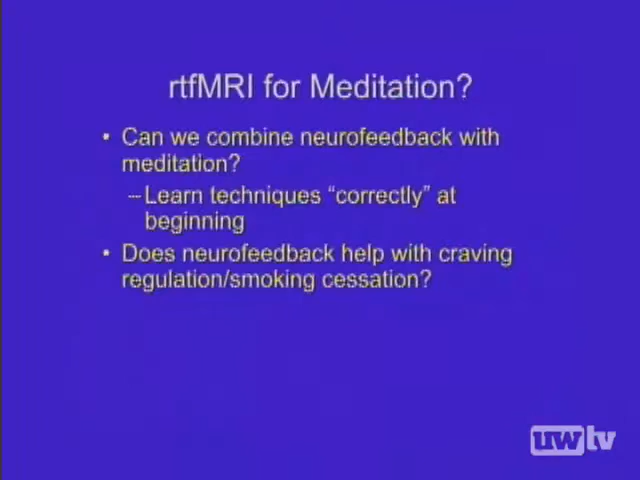 rtfMRI for Meditation?
• Can we combine neurofeedback with
meditation?
–Learn techniques “correctly” at
beginning
• Does neurofeedback help with craving
regulation/smoking cessation?
uwtv